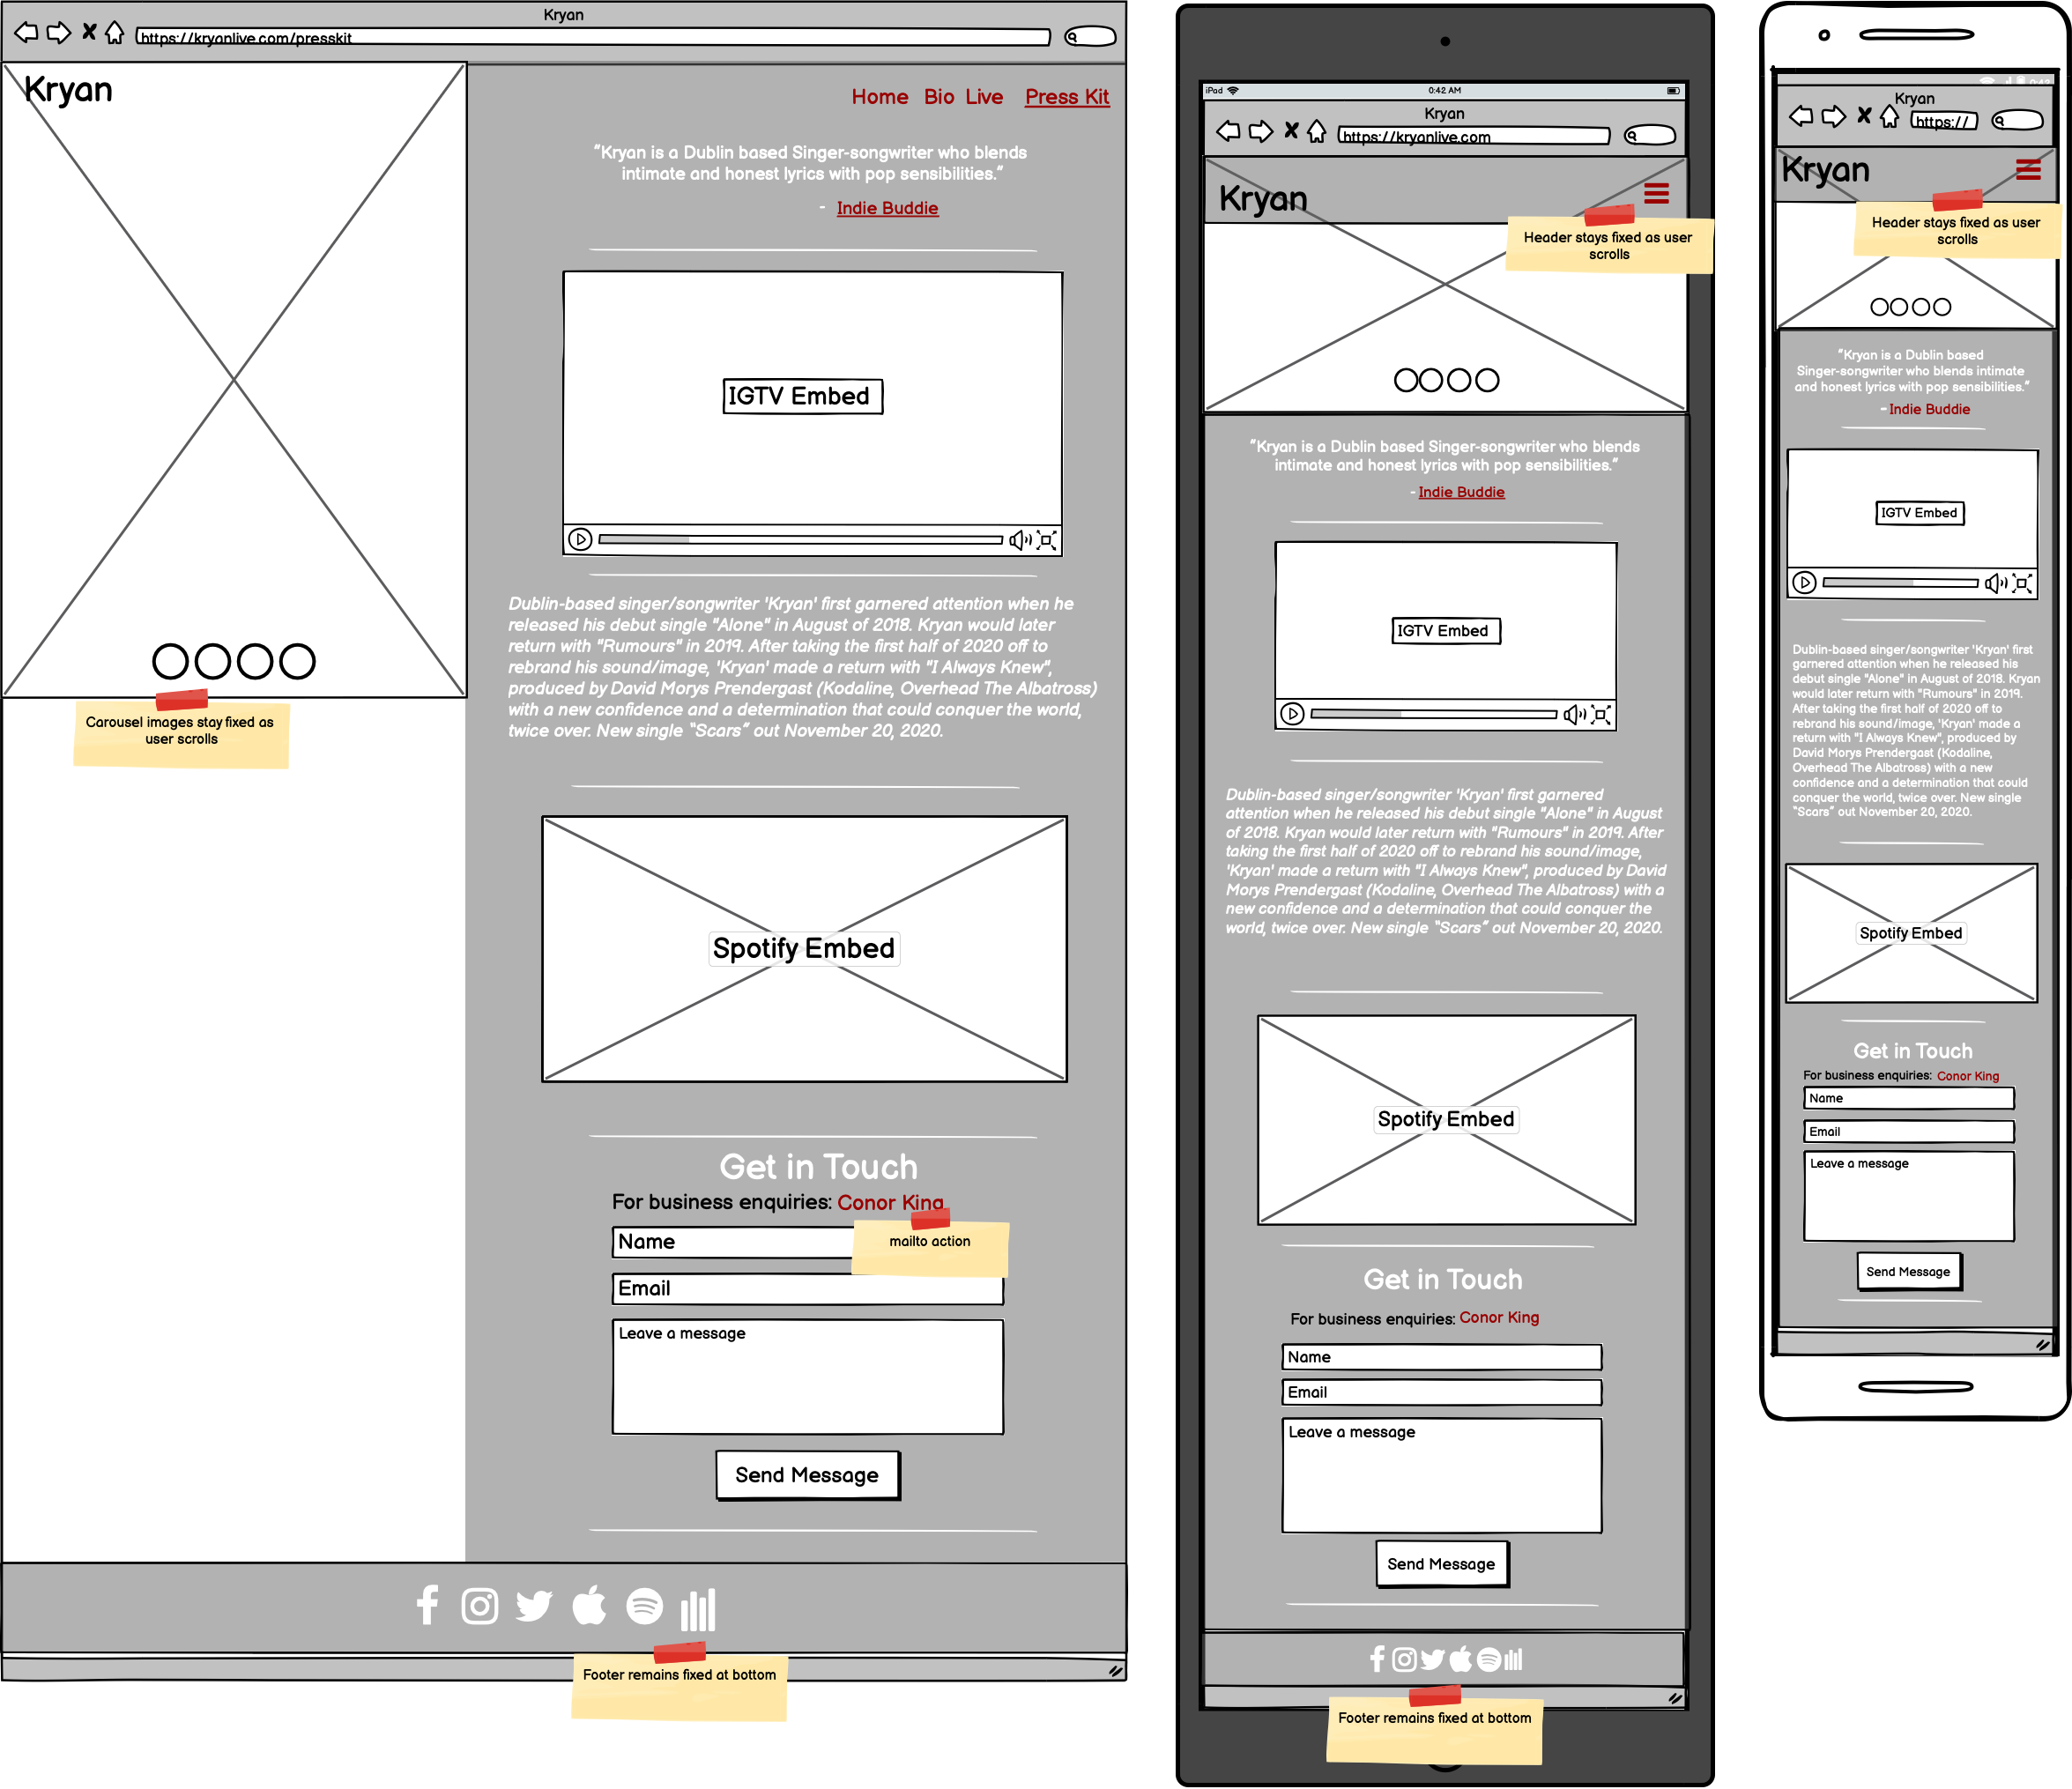 Kryan
https://kryanlive.com/presskit
Kryan
Home Bio Live Press Kit
"Kryan is a Dublin based Singer-songwriter who blends
intimate and honest lyrics with pop sensibilities."
- Indie Buddie
IGTV Embed
Carousel images stay fixed as
user scrolls
Dublin-based singer/songwriter 'Kryan' first garnered attention when he
released his debut single "Alone" in August of 2018. Kryan would later
return with "Rumours" in 2019. After taking the first half of 2020 off to
rebrand his sound/image, 'Kryan' made a return with "I Always Knew",
produced by David Morys Prendergast (Kodaline, Overhead The Albatross)
with a new confidence and a determination that could conquer the world,
twice over. New single "Scars" out November 20, 2020.
Spotify Embed
Get in Touch
For business enquiries: Conor King
mailto action
Name
Email
Leave a message
Send Message
Footer remains fixed at bottom
iPad
0:42 AM
Kryan
https://kryanlive.com
Kryan
Header stays fixed as user
scrolls
"Kryan is a Dublin based Singer-songwriter who blends
intimate and honest lyrics with pop sensibilities."
- Indie Buddie
IGTV Embed
Dublin-based singer/songwriter 'Kryan' first garnered
attention when he released his debut single "Alone" in August
of 2018. Kryan would later return with "Rumours" in 2019. After
taking the first half of 2020 off to rebrand his sound/image,
'Kryan' made a return with "I Always Knew", produced by David
Morys Prendergast (Kodaline, Overhead The Albatross) with a
new confidence and a determination that could conquer the
world, twice over. New single "Scars" out November 20, 2020.
Spotify Embed
Get in Touch
For business enquiries: Conor King
Name
Email
Leave a message
Send Message
Footer remains fixed at bottom
0:42
Kryan
https://
Kryan
Header stays fixed as user
scrolls
"Kryan is a Dublin based
Singer-songwriter who blends intimate
and honest lyrics with pop sensibilities."
- Indie Buddie
IGTV Embed
Dublin-based singer/songwriter 'Kryan' first
garnered attention when he released his
debut single "Alone" in August of 2018. Kryan
would later return with "Rumours" in 2019.
After taking the first half of 2020 off to
rebrand his sound/image, 'Kryan' made a
return with "I Always Knew", produced by
David Morys Prendergast (Kodaline,
Overhead The Albatross) with a new
confidence and a determination that could
conquer the world, twice over. New single
"Scars" out November 20, 2020.
Spotify Embed
Get in Touch
For business enquiries: Conor King
Name
Email
Leave a message
Send Message